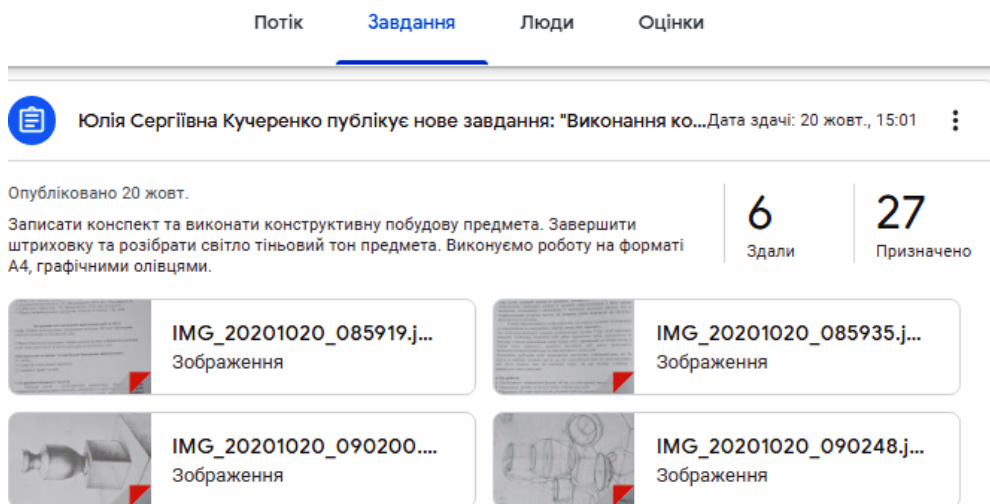 Потік Завдання Люди Оцінки
Юлія Сергіївна Кучеренко публікує нове завдання: "Виконання ко... Дата здачі: 20 жовт., 15:01
Опубліковано 20 жовт.
Записати конспект та виконати конструктивну побудову предмета. Завершити
штриховку та розібрати світло тіньовий тон предмета. Виконуємо роботу на форматі
А4, графічними олівцями.
6 27
Здали Призначено
IMG_20201020_085919.j... IMG_20201020_085935.j...
Зображення Зображення
IMG_20201020_090200.... IMG_20201020_090248.j...
Зображення Зображення